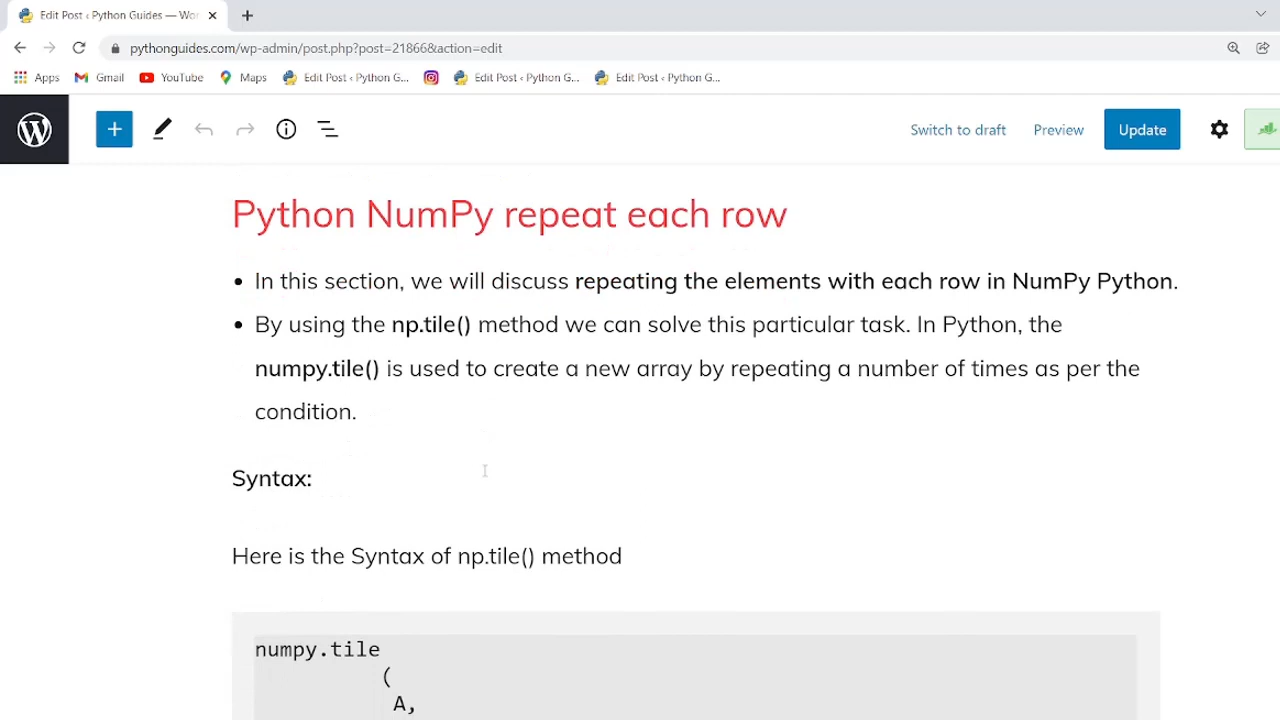 Edit Post ‹ Python Guides — Wor
pythonguides.com/wp-admin/post.php?post=21866&action=edit
Apps Gmail YouTube Maps Edit Post ‹ Python G... Edit Post ‹ Python G... Edit Post ‹ Python G...
Switch to draft Preview Update
Python NumPy repeat each row
• In this section, we will discuss repeating the elements with each row in NumPy Python.
• By using the np.tile() method we can solve this particular task. In Python, the
numpy.tile() is used to create a new array by repeating a number of times as per the
condition.
Syntax:
Here is the Syntax of np.tile() method
numpy.tile
(
A,